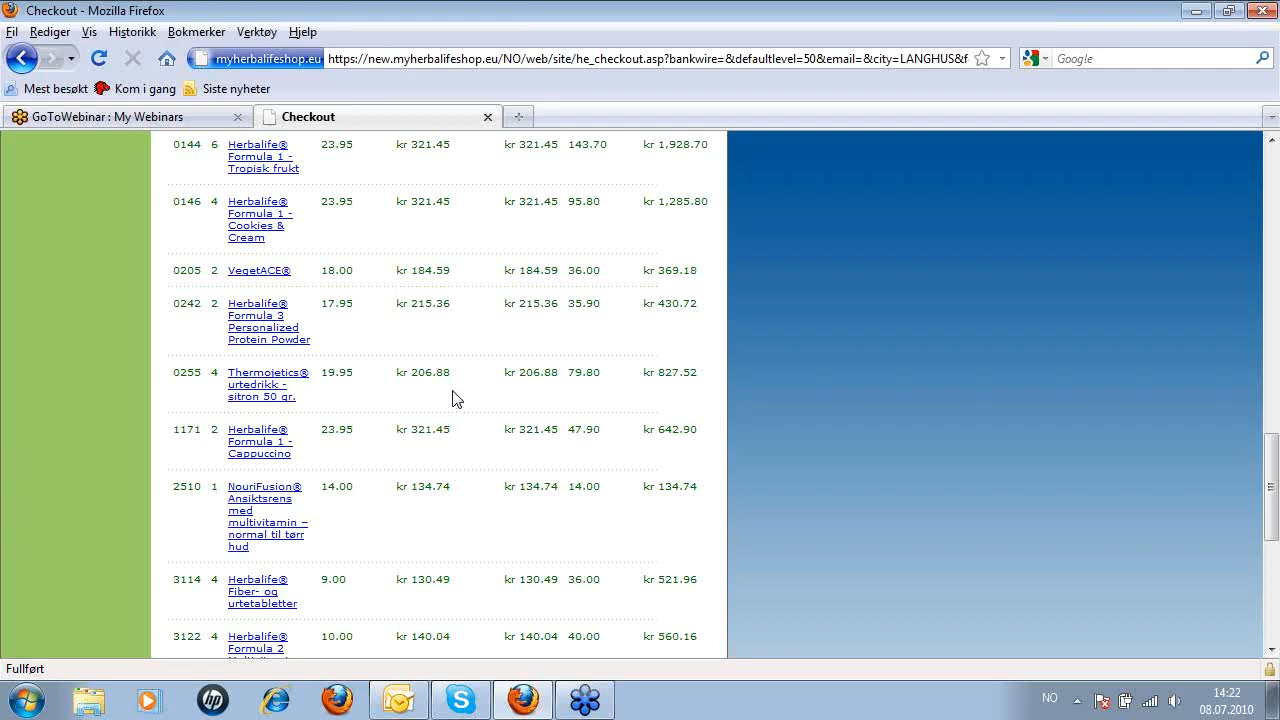 Checkout - Mozilla Firefox
Fil Rediger Vis Historikk Bokmerker Verktøy Hjelp
myherbalifeshop.eu https://new.myherbalifeshop.eu/NO/web/site/he_checkout.asp?bankwire=&defaultlevel=50&email=&city=LANGHUS&f
Google
Mest besøkt Kom i gang Siste nyheter
GoToWebinar : My Webinars Checkout
0144 6 Herbalife® 23.95 kr 321.45 kr 321.45 143.70 kr 1,928.70
Formula 1 -
Tropisk frukt
0146 4 Herbalife® 23.95 kr 321.45 kr 321.45 95.80 kr 1,285.80
Formula 1 -
Cookies &
Cream
0205 2 VegetACE® 18.00 kr 184.59 kr 184.59 36.00 kr 369.18
0242 2 Herbalife® 17.95 kr 215.36 kr 215.36 35.90 kr 430.72
Formula 3
Personalized
Protein Powder
0255 4 Thermojetics® 19.95 kr 206.88 kr 206.88 79.80 kr 827.52
urtedrikk -
sitron 50 gr.
1171 2 Herbalife® 23.95 kr 321.45 kr 321.45 47.90 kr 642.90
Formula 1 -
Cappuccino
2510 1 NouriFusion® 14.00 kr 134.74 kr 134.74 14.00 kr 134.74
Ansiktsrens
med
multivitamin –
normal til tørr
hud
3114 4 Herbalife® 9.00 kr 130.49 kr 130.49 36.00 kr 521.96
Fiber- og
urtetabletter
3122 4 Herbalife® 10.00 kr 140.04 kr 140.04 40.00 kr 560.16
Formula 2
Fullført
NO 14:22
08.07.2010